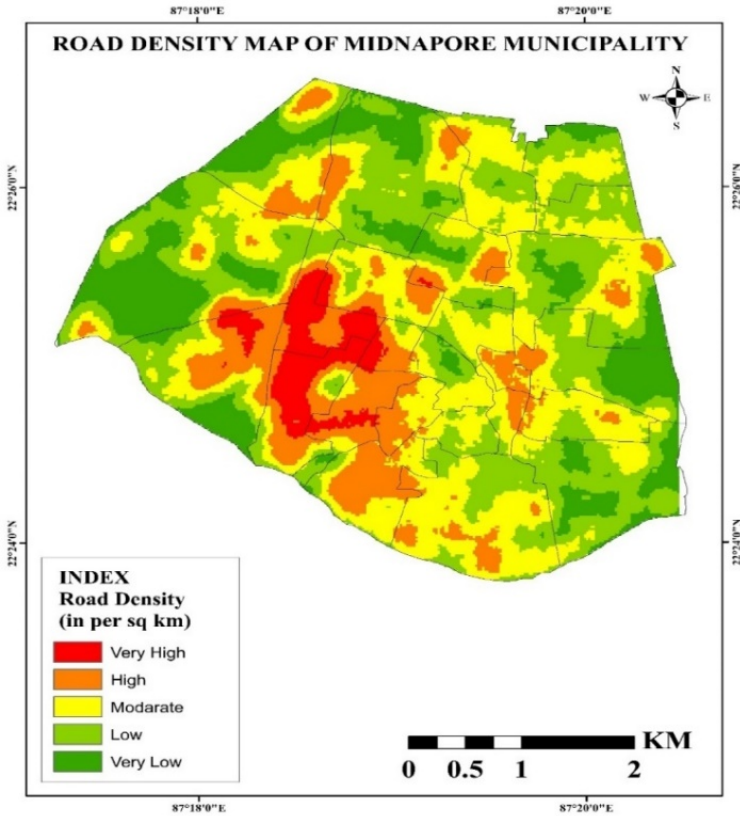 87°18'0"E 87°20'0"E
ROAD DENSITY MAP OF MIDNAPORE MUNICIPALITY
N
W E
S
22°26'0"N 22°26'0"N
22°24'0"N 22°24'0"N
INDEX
Road Density
(in per sq km)
Very High
High
Modarate
Low
Very Low
KM
0 0.5 1 2
87°18'0"E 87°20'0"E